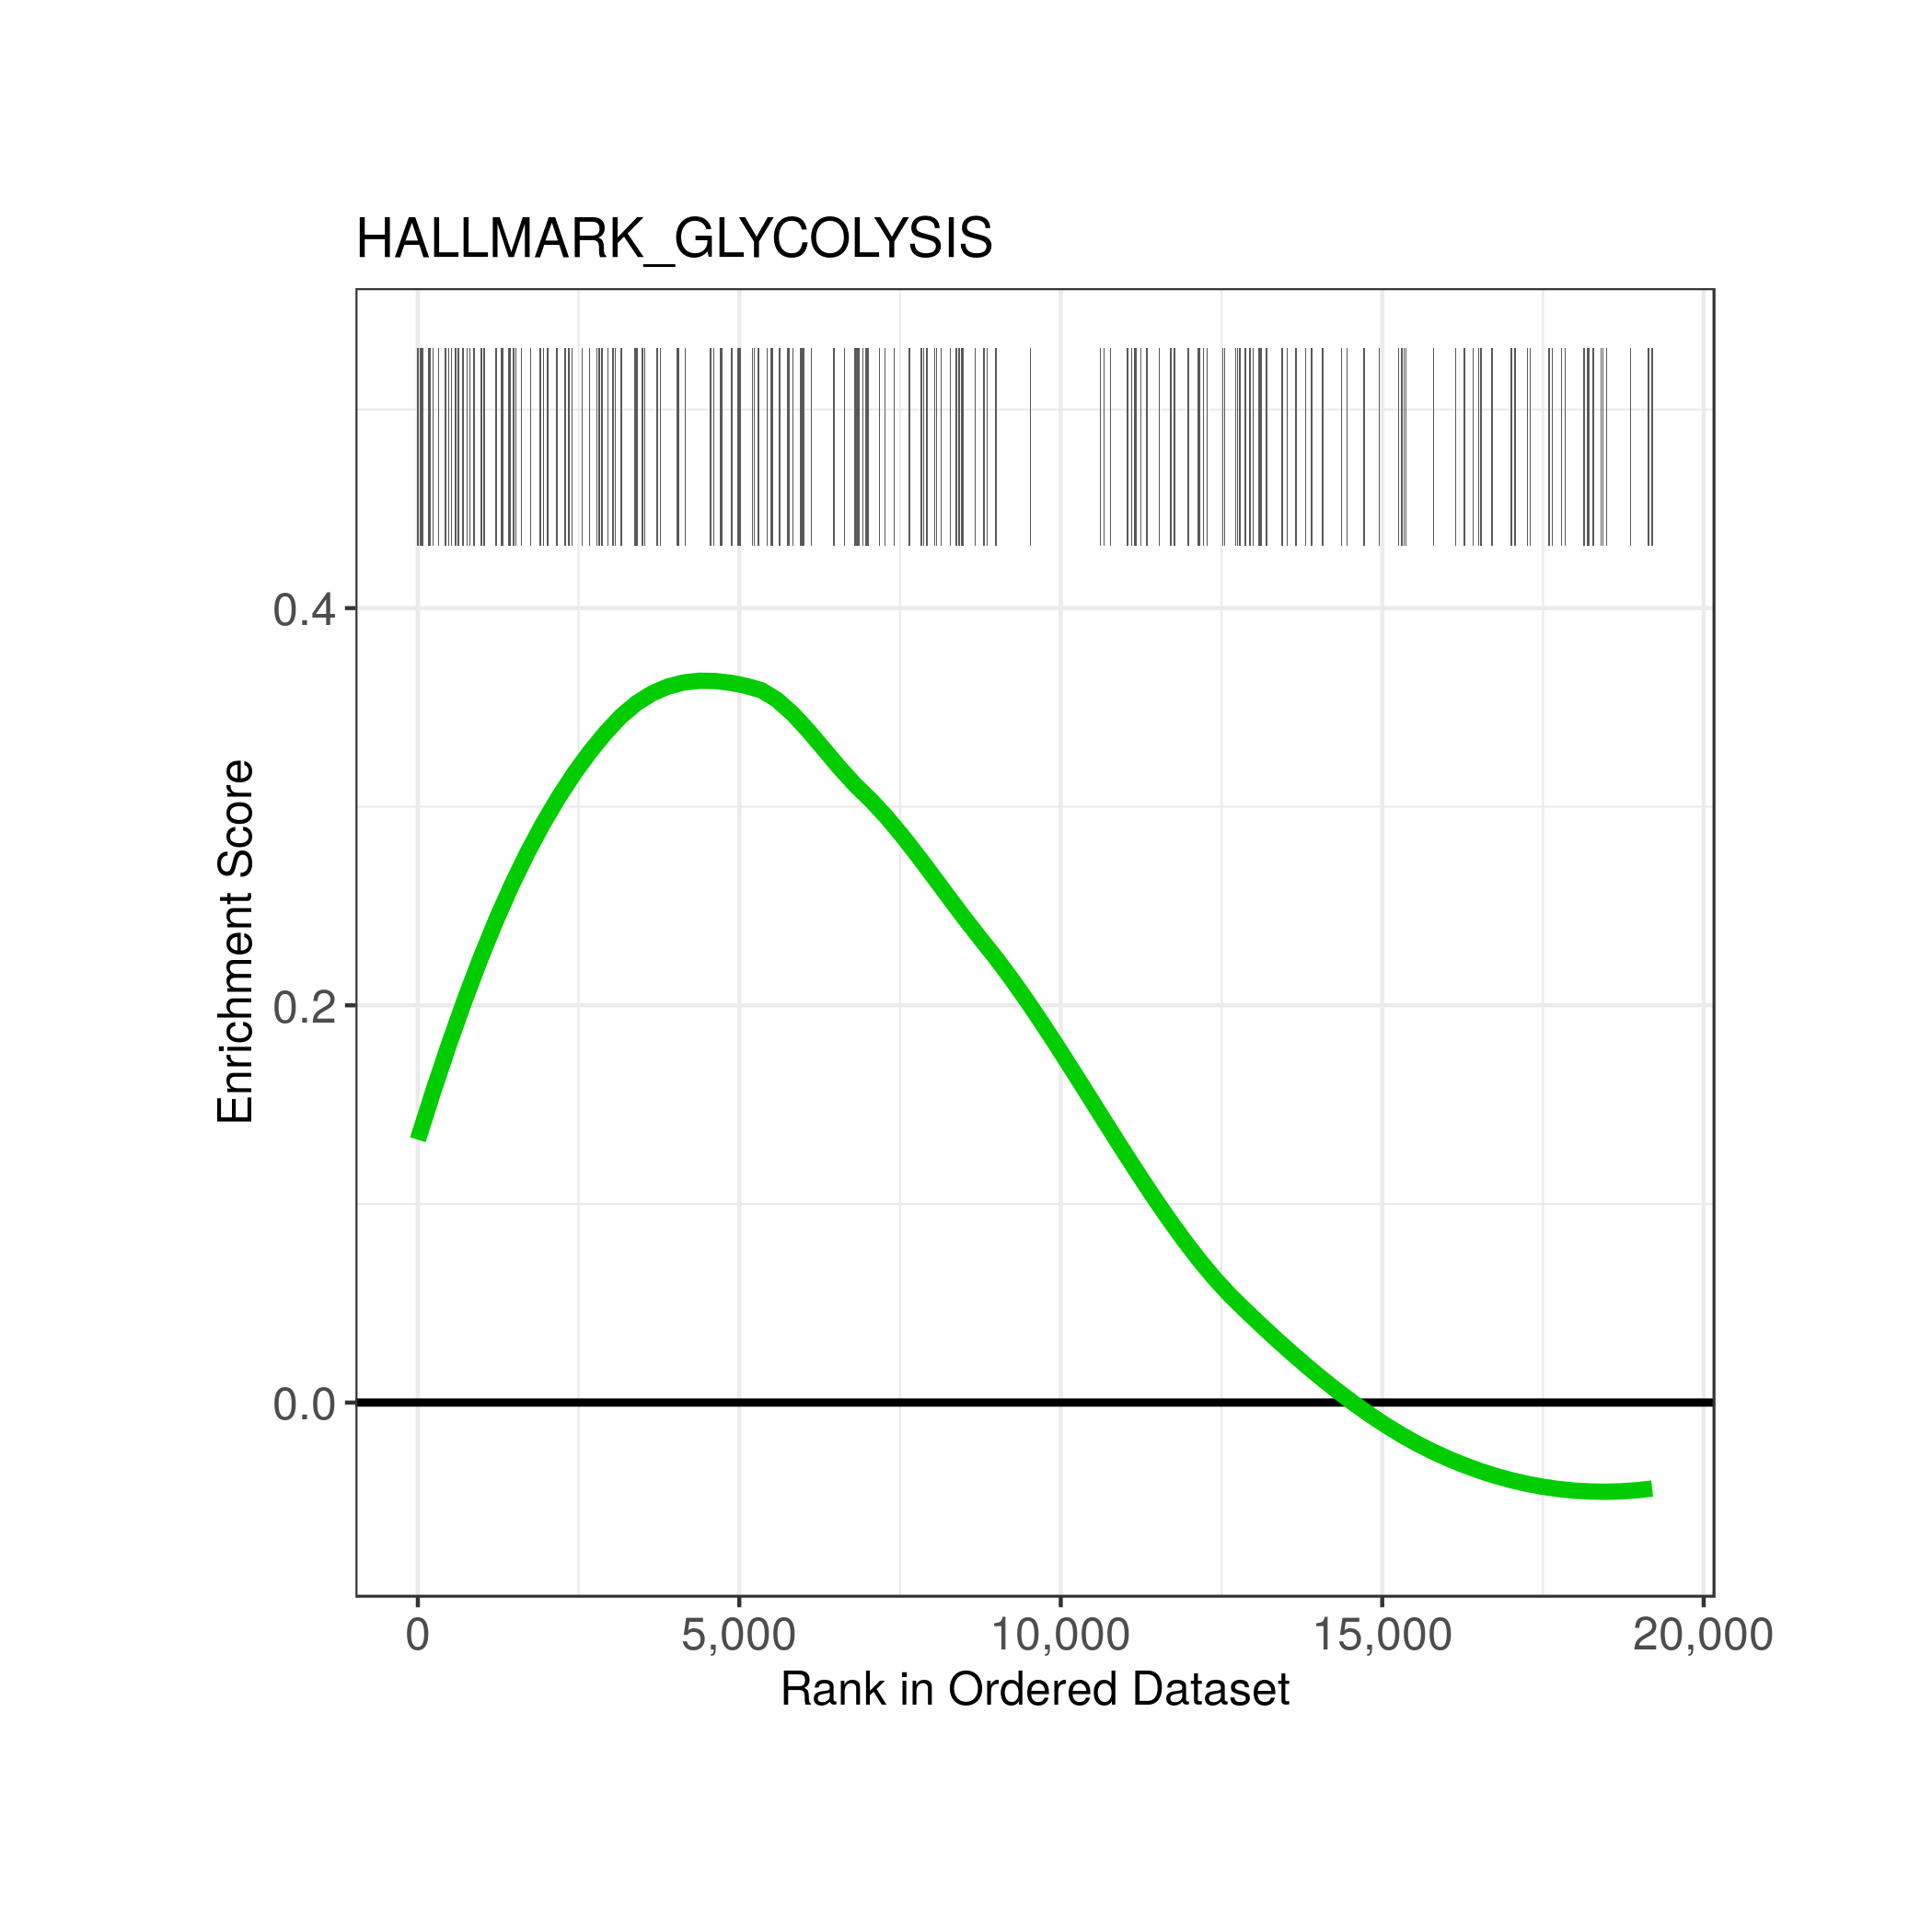 HALLMARK_GLYCOLYSIS
0.4
0.2
0.0
Enrichment Score
0 5,000 10,000 15,000 20,000
Rank in Ordered Dataset